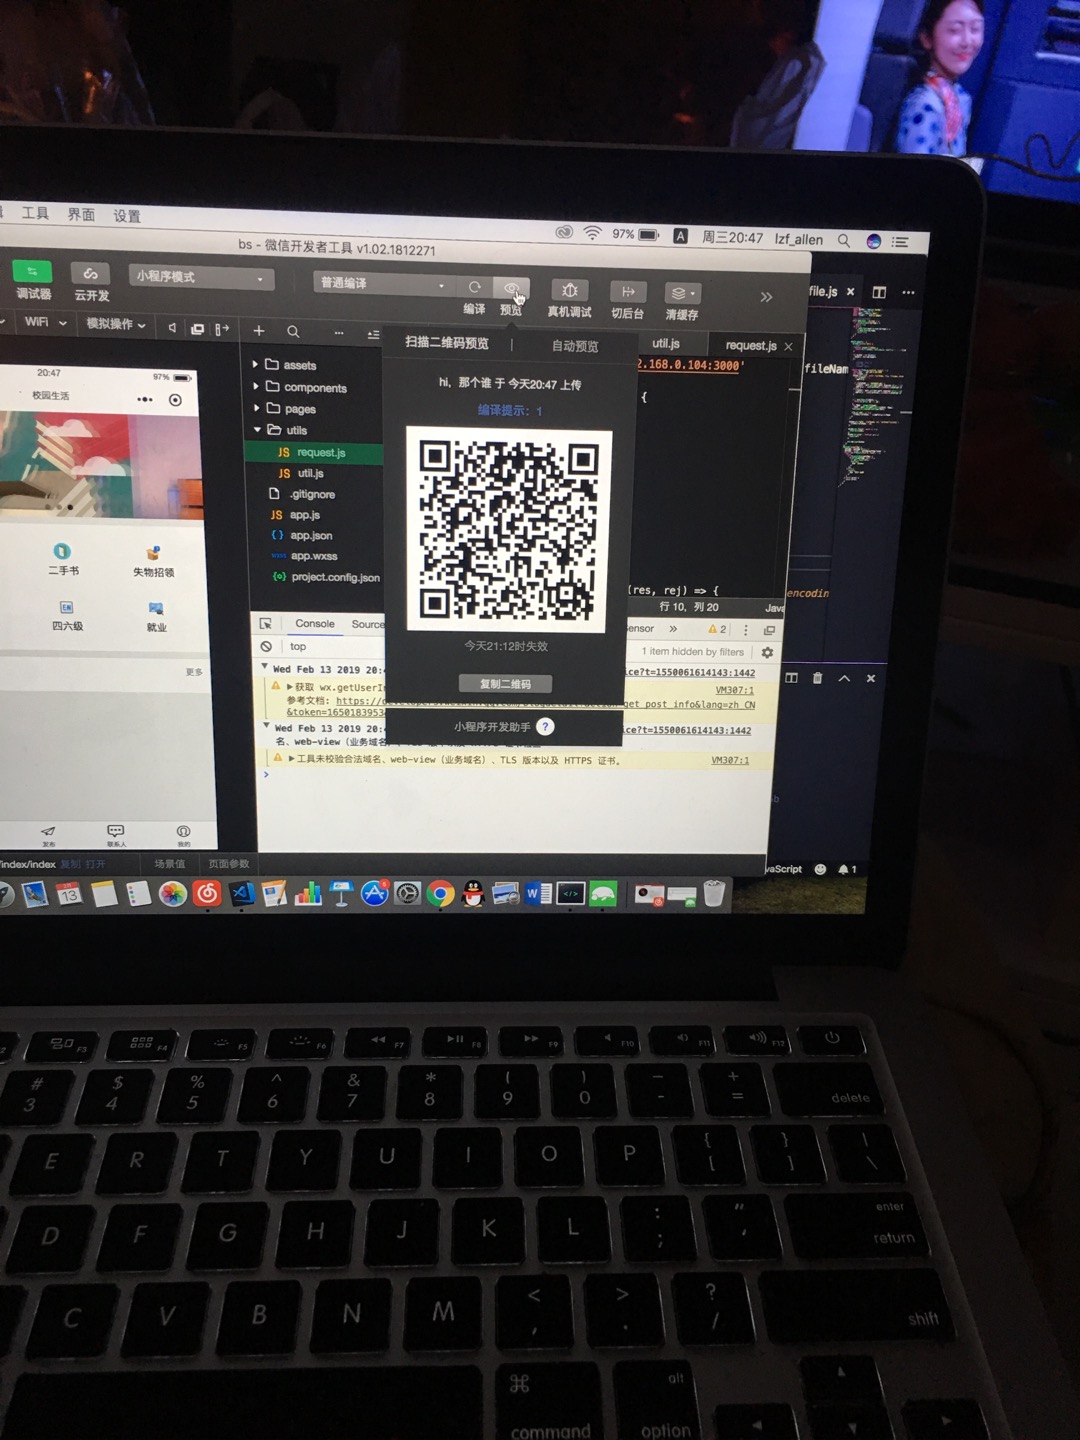 工具 界面 设置
97% A 周三20:47 lzf_allen
bs - 微信开发者工具 v1.02.1812271
调试器 云开发 小程序模式 普通编译 编译 预览 真机调试 切后台 清缓存
file.js
WiFi 模拟操作
util.js request.js
扫描二维码预览 | 自动预览
2.168.0.104:3000'
fileNam
{
hi，那个谁 于 今天20:47 上传
编译提示：1
20:47 97%
校园生活
二手书 失物招领
四六级 就业
更多
发布 联系人 我的
assets
components
pages
utils
JS request.js
JS util.js
.gitignore
JS app.js
{ } app.json
app.wxss
{o} project.config.json
(res, rej) => {
encodin
行 10，列 20 Java
Console Source ensor 2
top 1 item hidden by filters
今天21:12时失效
复制二维码
小程序开发助手 ?
Wed Feb 13 2019 20:4 ice?t=1550061614143:1442
获取 wx.getUserI VM307:1
参考文档: https:// get_post_info&lang=zh_CN
&token=1650183953
Wed Feb 13 2019 20:4 ice?t=1550061614143:1442
名、web-view（业务域名）、
工具未校验合法域名、web-view（业务域名）、TLS 版本以及 HTTPS 证书。 VM307:1
>
/index/index 复制 打开 场景值 页面参数
vaScript 1
13
F3 F4 F5 F6 F7 F8 F9 F10 F11 F12
# $ % ^ & * ( ) _ +
3 4 5 6 7 8 9 0 - = delete
E R T Y U I O P { [ } ] | \
D F G H J K L : ; " ' enter return
C V B N M < , > . ? / shift
⌘ command alt option